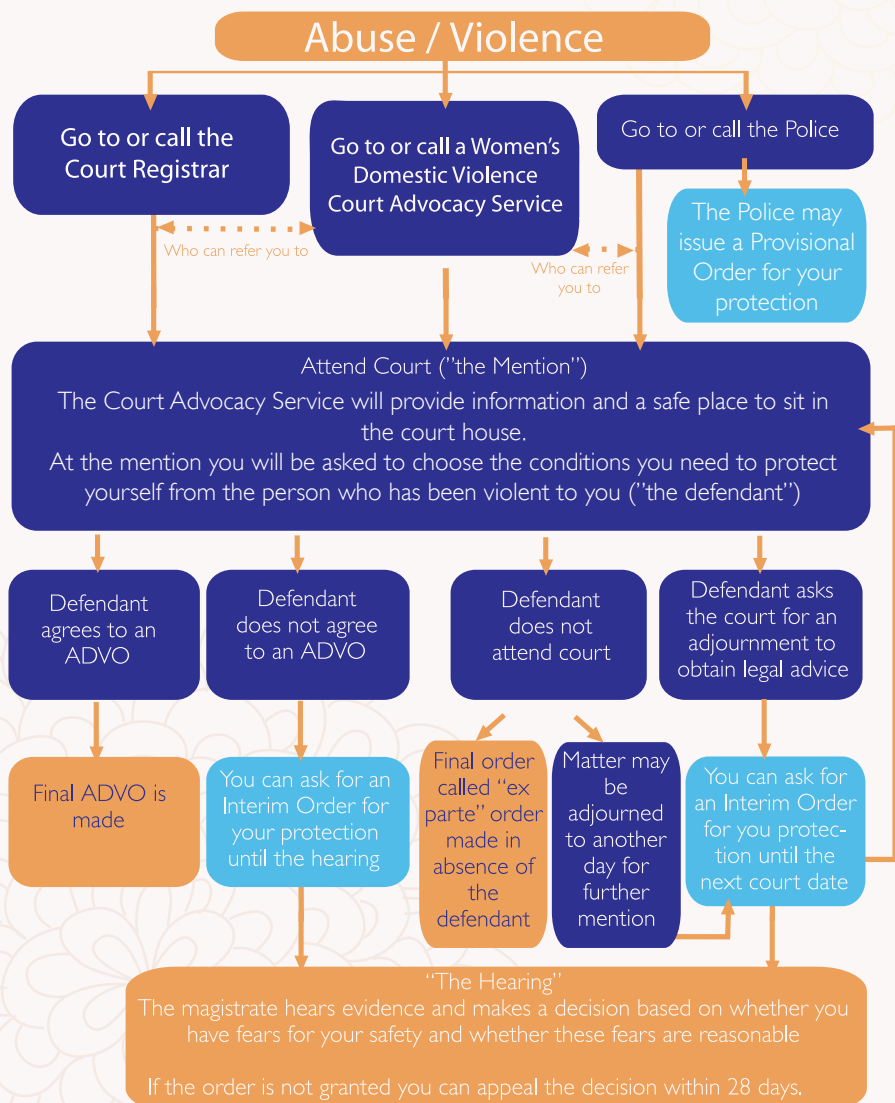 Abuse / Violence
Go to or call the
Court Registrar
Go to or call a Women's
Domestic Violence
Court Advocacy Service
Go to or call the Police
The Police may
issue a Provisional
Order for your
protection
Who can refer you to
Who can refer
you to
Attend Court ("the Mention")
The Court Advocacy Service will provide information and a safe place to sit in
the court house.
At the mention you will be asked to choose the conditions you need to protect
yourself from the person who has been violent to you ("the defendant")
Defendant
agrees to an
ADVO
Defendant
does not agree
to an ADVO
Defendant
does not
attend court
Defendant asks
the court for an
adjournment to
obtain legal advice
Final ADVO is
made
You can ask for an
Interim Order for
your protection
until the hearing
Final order
called "ex
parte" order
made in
absence of
the
defendant
Matter may
be
adjourned
to another
day for
further
mention
You can ask for
an Interim Order
for you protec-
tion until the
next court date
"The Hearing"
The magistrate hears evidence and makes a decision based on whether you
have fears for your safety and whether these fears are reasonable
If the order is not granted you can appeal the decision within 28 days.